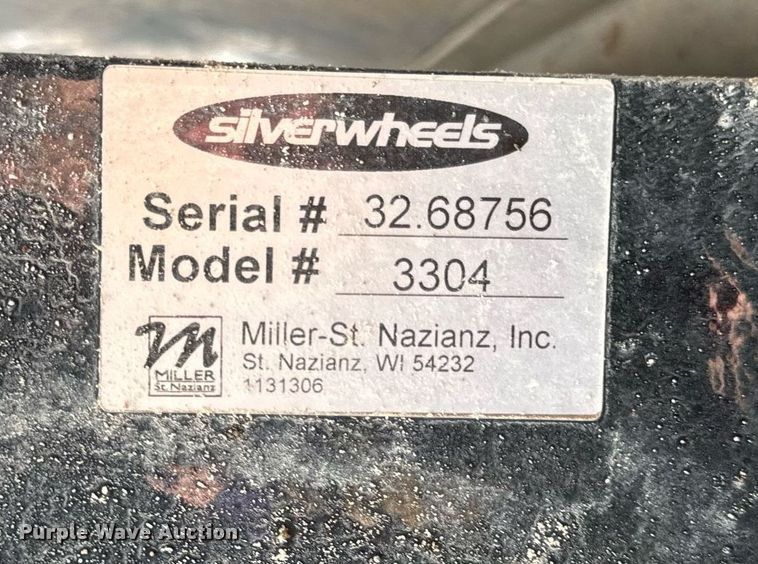 silverwheels
Serial # 32.68756
Model # 3304
Miller-St. Nazianz, Inc.
St. Nazianz, WI 54232
1131306
M
MILLER
St. Nazianz
Purple Wave Auction